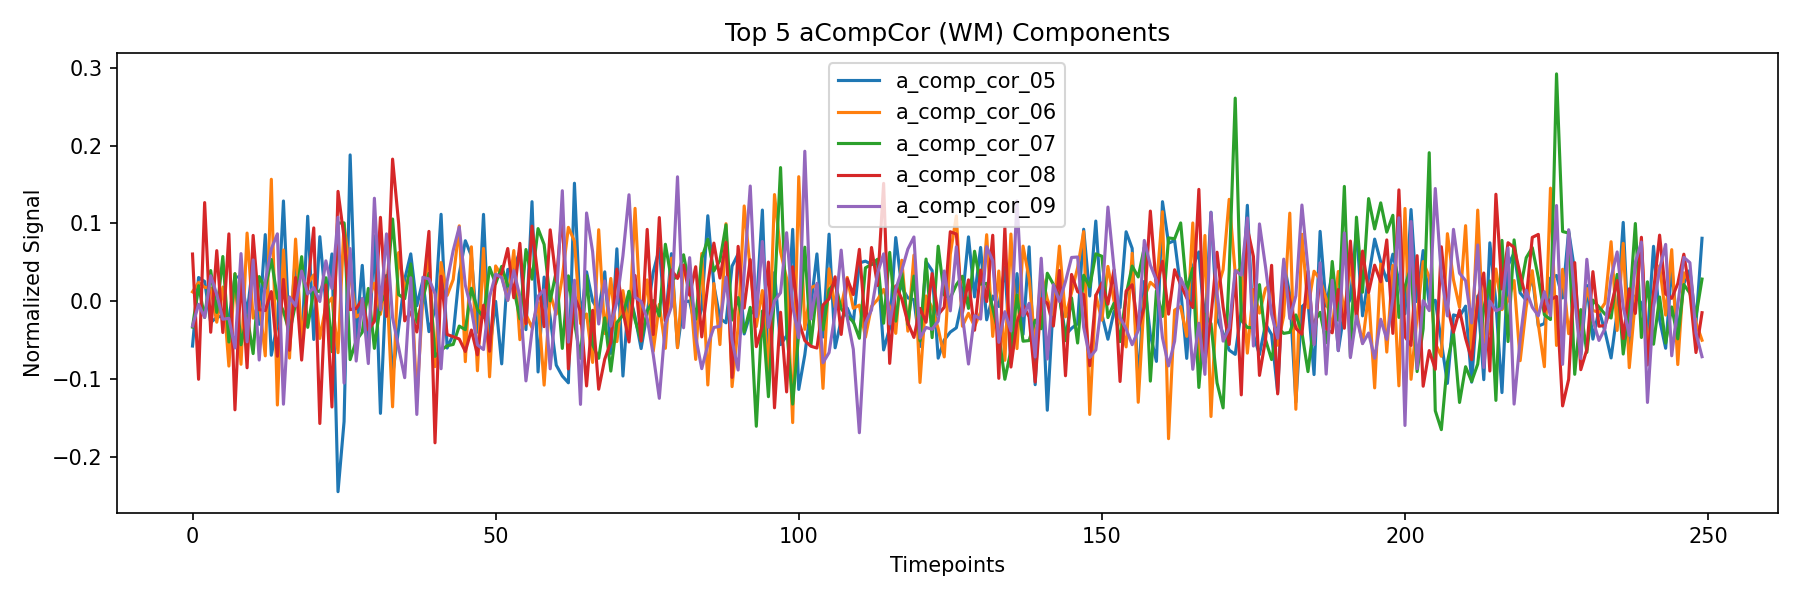 Top 5 aCompCor (WM) Components
a_comp_cor_05
a_comp_cor_06
a_comp_cor_07
a_comp_cor_08
a_comp_cor_09
Normalized Signal
0.3
0.2
0.1
0.0
−0.1
−0.2
0 50 100 150 200 250
Timepoints